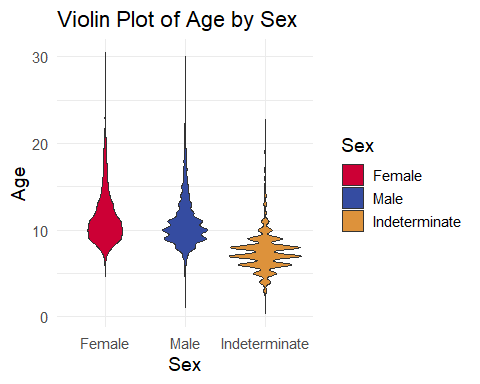 Violin Plot of Age by Sex
30
20
10
0
Age
Female Male Indeterminate
Sex
Sex
Female
Male
Indeterminate